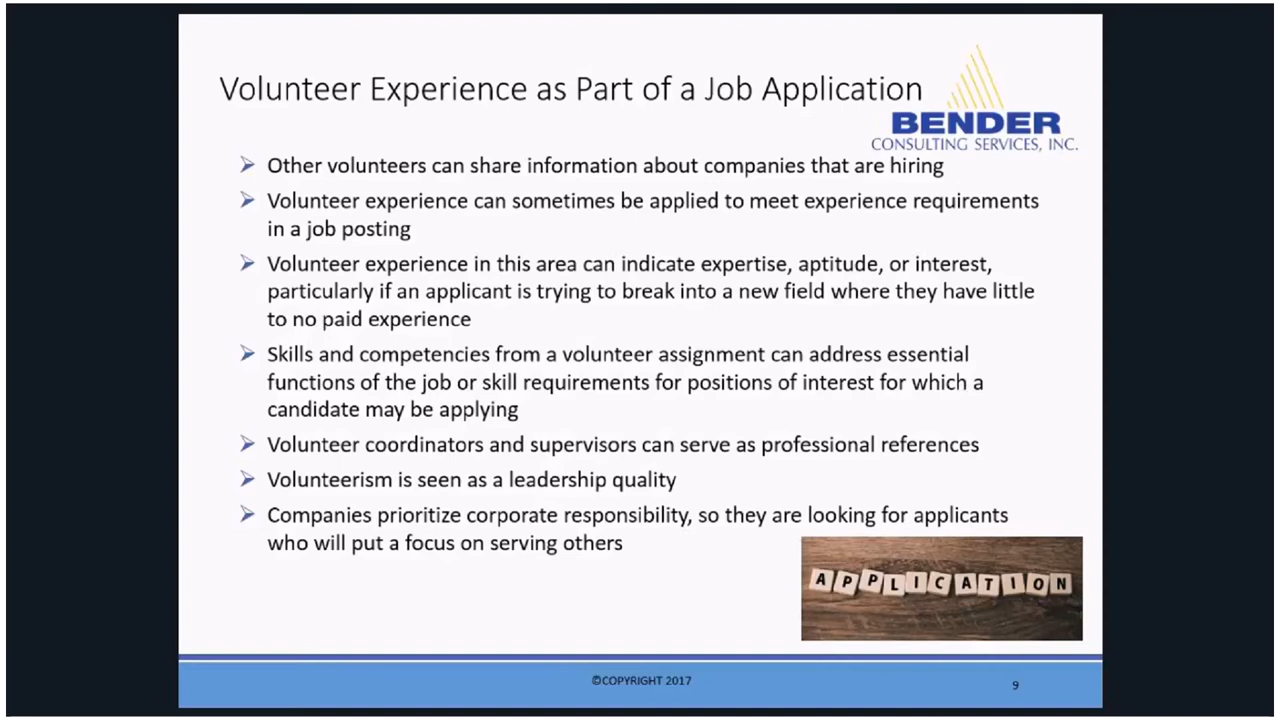 Volunteer Experience as Part of a Job Application
BENDER
CONSULTING SERVICES, INC.
Other volunteers can share information about companies that are hiring
Volunteer experience can sometimes be applied to meet experience requirements
in a job posting
Volunteer experience in this area can indicate expertise, aptitude, or interest,
particularly if an applicant is trying to break into a new field where they have little
to no paid experience
Skills and competencies from a volunteer assignment can address essential
functions of the job or skill requirements for positions of interest for which a
candidate may be applying
Volunteer coordinators and supervisors can serve as professional references
Volunteerism is seen as a leadership quality
Companies prioritize corporate responsibility, so they are looking for applicants
who will put a focus on serving others
APPLICATION
©COPYRIGHT 2017
9